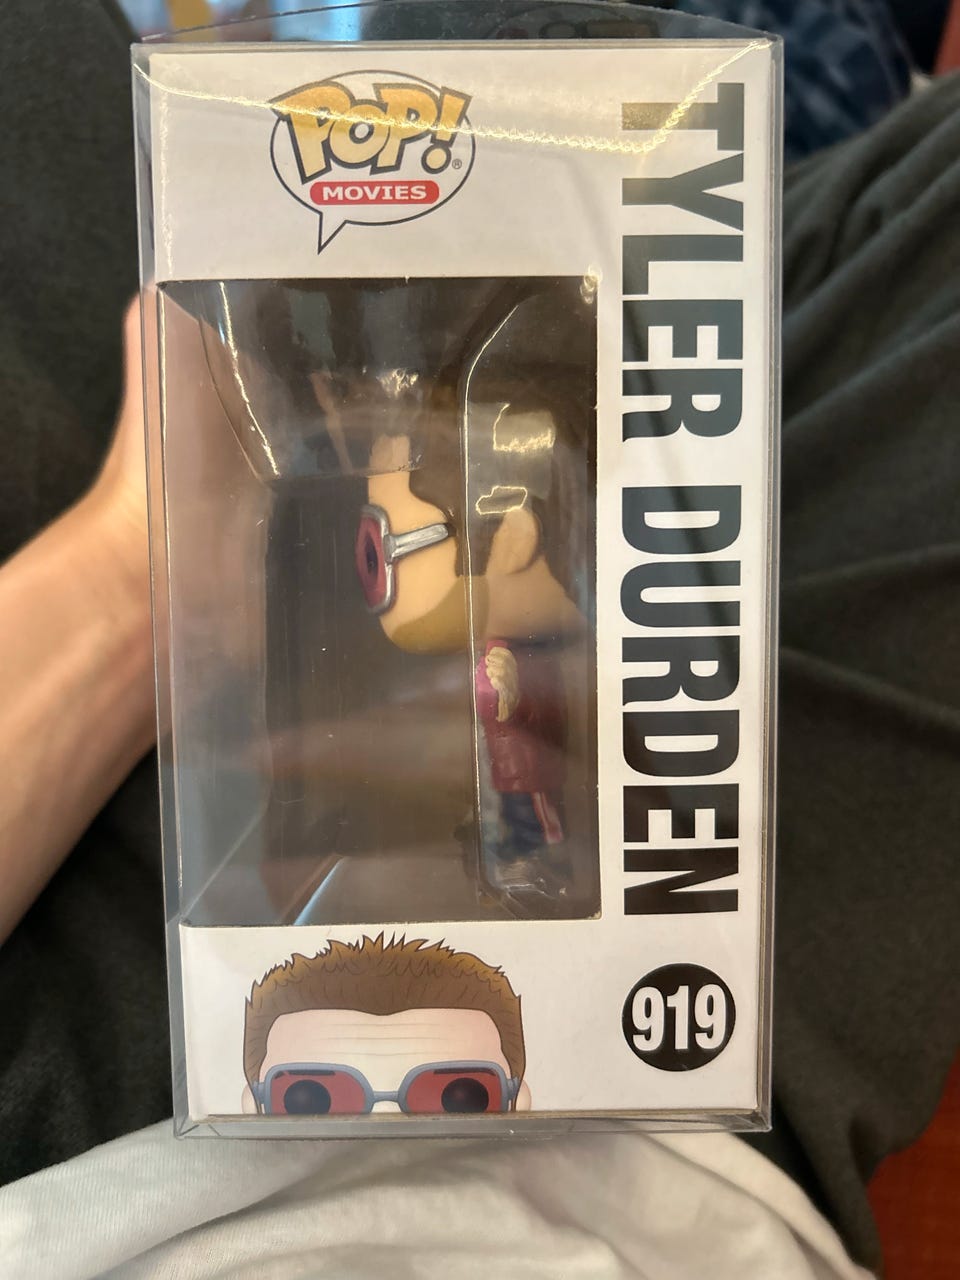 POP!®
MOVIES
TYLER DURDEN
919